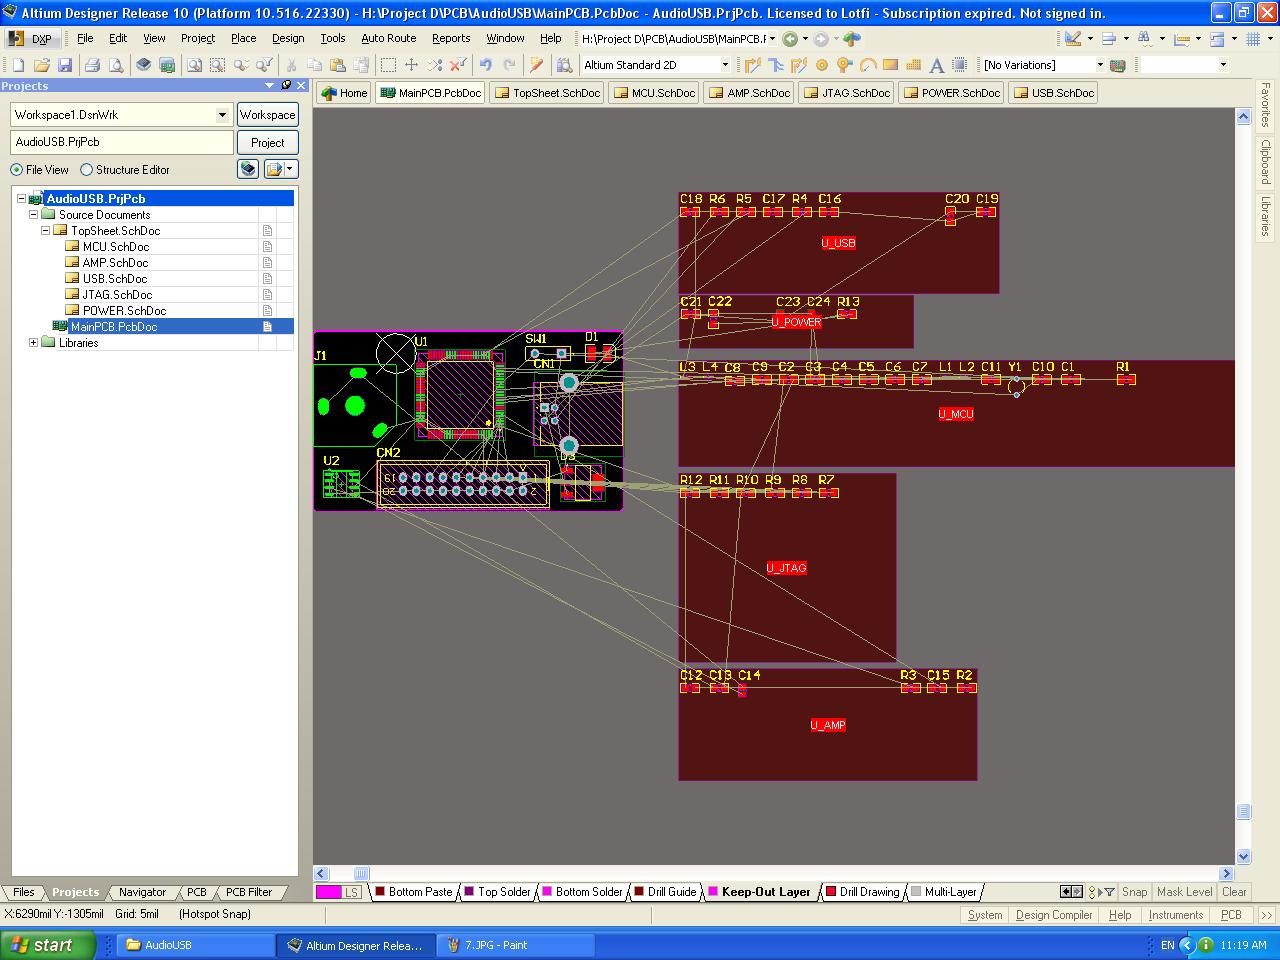 Altium Designer Release 10 (Platform 10.516.22330) - H:\Project D\PCB\AudioUSB\MainPCB.PcbDoc - AudioUSB.PrjPcb. Licensed to Lotfi - Subscription expired. Not signed in.
DXP File Edit View Project Place Design Tools Auto Route Reports Window Help H:\Project D\PCB\AudioUSB\MainPCB.F
Altium Standard 2D [No Variations]
Projects
Home MainPCB.PcbDoc TopSheet.SchDoc MCU.SchDoc AMP.SchDoc JTAG.SchDoc POWER.SchDoc USB.SchDoc
Workspace1.DsnWrk Workspace
AudioUSB.PrjPcb Project
File View Structure Editor
AudioUSB.PrjPcb
Source Documents
TopSheet.SchDoc
MCU.SchDoc
AMP.SchDoc
USB.SchDoc
JTAG.SchDoc
POWER.SchDoc
MainPCB.PcbDoc
Libraries
Favorites
Clipboard
Libraries
C18 R6 R5 C17 R4 C16 C20 C19
U_USB
C21 C22 C23 C24 R13
U_POWER
J1 U1 SW1 D1
CN1
L3 L4 C8 C9 C2 C3 C4 C5 C6 C7 L1 L2 C11 Y1 C10 C1 R1
U_MCU
U2 CN2
19 1
20 2
R12 R11 R10 R9 R8 R7
U_JTAG
C12 C13 C14 R3 C15 R2
U_AMP
LS Bottom Paste Top Solder Bottom Solder Drill Guide Keep-Out Layer Drill Drawing Multi-Layer Snap Mask Level Clear
Files Projects Navigator PCB PCB Filter
X:6290mil Y:-1305mil Grid: 5mil (Hotspot Snap) System Design Compiler Help Instruments PCB >>
start AudioUSB Altium Designer Relea... 7.JPG - Paint EN 11:19 AM